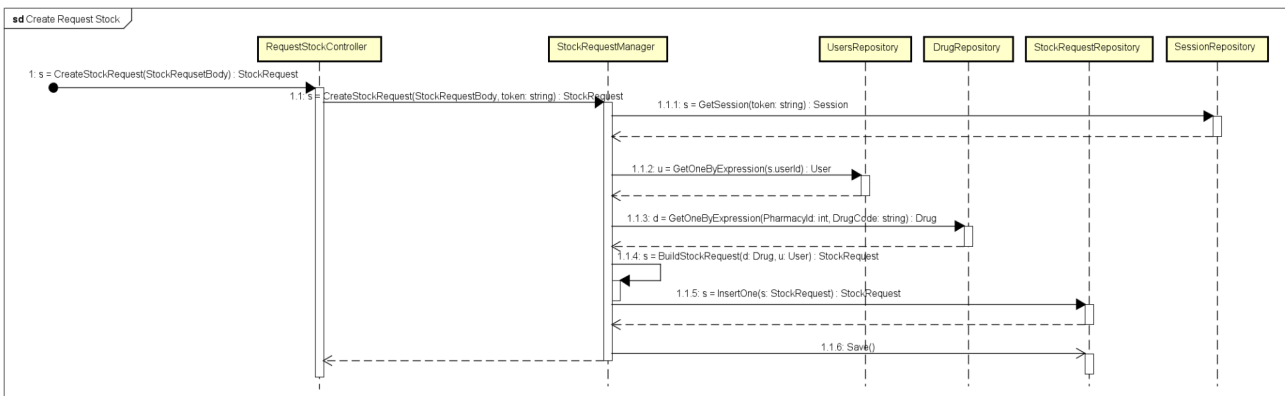 sd Create Request Stock
RequestStockController
StockRequestManager
UsersRepository
DrugRepository
StockRequestRepository
SessionRepository
1: s = CreateStockRequest(StockRequsetBody) : StockRequest
1.1: s = CreateStockRequest(StockRequestBody, token: string) : StockRequest
1.1.1: s = GetSession(token: string) : Session
1.1.2: u = GetOneByExpression(s.userId) : User
1.1.3: d = GetOneByExpression(PharmacyId: int, DrugCode: string) : Drug
1.1.4: s = BuildStockRequest(d: Drug, u: User) : StockRequest
1.1.5: s = InsertOne(s: StockRequest) : StockRequest
1.1.6: Save()